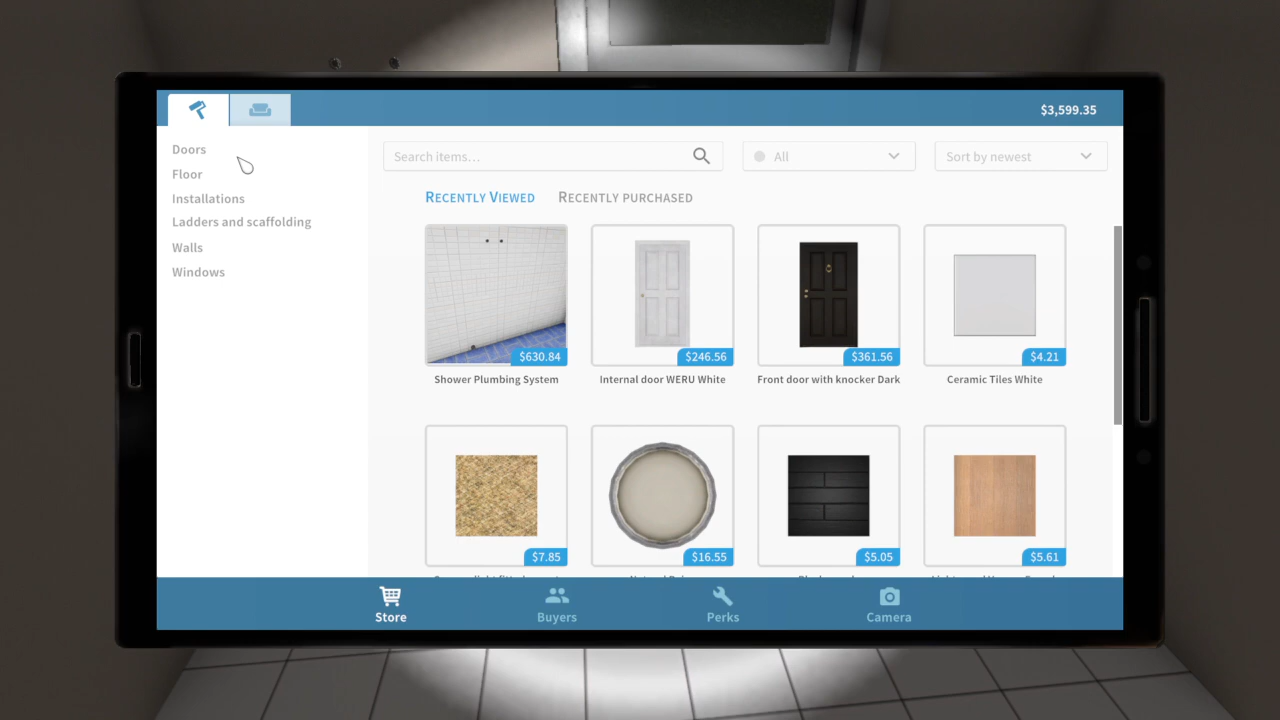 $3,599.35
Doors
Floor
Installations
Ladders and scaffolding
Walls
Windows
Search items...
All
Sort by newest
Recently Viewed
Recently purchased
$630.84
$246.56
$361.56
$4.21
Shower Plumbing System
Internal door WERU White
Front door with knocker Dark
Ceramic Tiles White
$7.85
$16.55
$5.05
$5.61
Store
Buyers
Perks
Camera